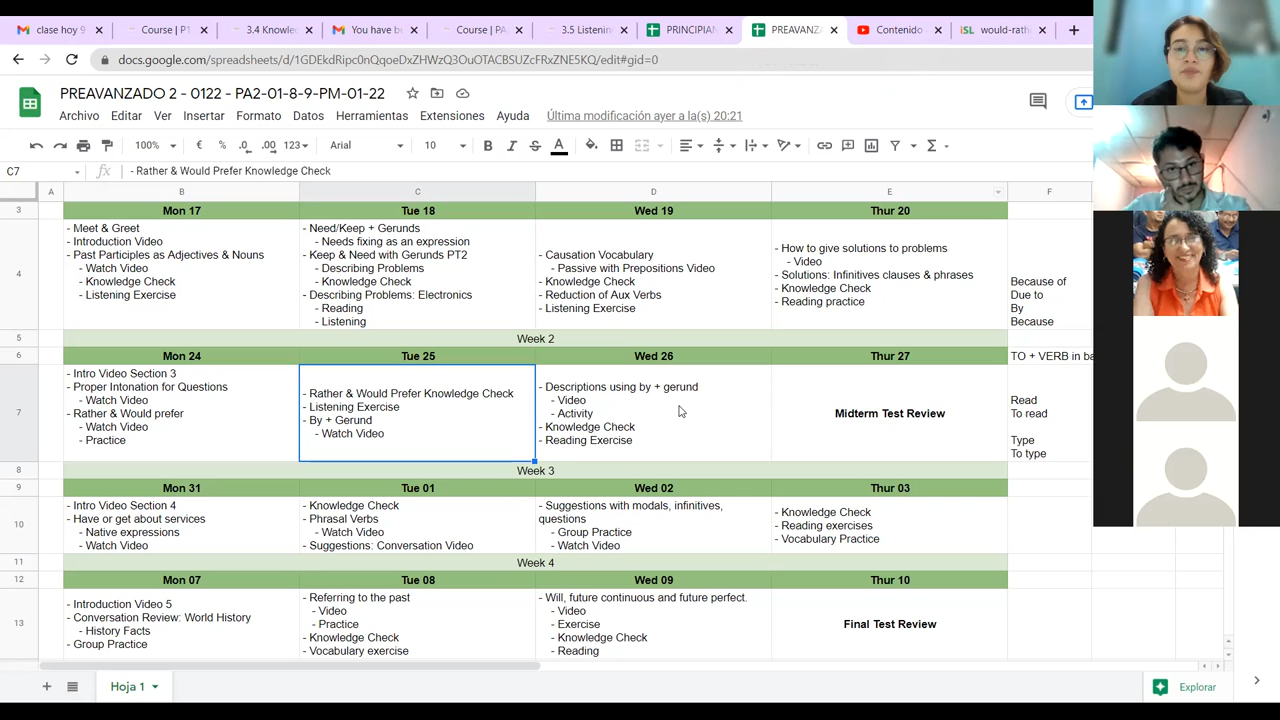 clase hoy 9
Course | P1
3.4 Knowle
You have be
Course | PA
3.5 Listenin
PRINCIPIAN
PREAVANZ
Contenido
iSL would-rath
docs.google.com/spreadsheets/d/1GDEkdRipc0nQqoeDxZHWzQ3OuO7ACBSUZcFRxZNE5KQ/edit#gid=0
PREAVANZADO 2 - 0122 - PA2-01-8-9-PM-01-22
Archivo Editar Ver Insertar Formato Datos Herramientas Extensiones Ayuda Última modificación ayer a la(s) 20:21
100% € % .0 .00 123 Arial 10 B I S A
C7 fx - Rather & Would Prefer Knowledge Check
A B C D E F
3 Mon 17 Tue 18 Wed 19 Thur 20
4
- Meet & Greet
- Introduction Video
- Past Participles as Adjectives & Nouns
- Watch Video
- Knowledge Check
- Listening Exercise
- Need/Keep + Gerunds
- Needs fixing as an expression
- Keep & Need with Gerunds PT2
- Describing Problems
- Knowledge Check
- Describing Problems: Electronics
- Reading
- Listening
- Causation Vocabulary
- Passive with Prepositions Video
- Knowledge Check
- Reduction of Aux Verbs
- Listening Exercise
- How to give solutions to problems
- Video
- Solutions: Infinitives clauses & phrases
- Knowledge Check
- Reading practice
Because of
Due to
By
Because
5 Week 2
6 Mon 24 Tue 25 Wed 26 Thur 27 TO + VERB in ba
7
- Intro Video Section 3
- Proper Intonation for Questions
- Watch Video
- Rather & Would prefer
- Watch Video
- Practice
- Rather & Would Prefer Knowledge Check
- Listening Exercise
- By + Gerund
- Watch Video
- Descriptions using by + gerund
- Video
- Activity
- Knowledge Check
- Reading Exercise
Midterm Test Review
Read
To read
Type
To type
8 Week 3
9 Mon 31 Tue 01 Wed 02 Thur 03
10
- Intro Video Section 4
- Have or get about services
- Native expressions
- Watch Video
- Knowledge Check
- Phrasal Verbs
- Watch Video
- Suggestions: Conversation Video
- Suggestions with modals, infinitives,
questions
- Group Practice
- Watch Video
- Knowledge Check
- Reading exercises
- Vocabulary Practice
11 Week 4
12 Mon 07 Tue 08 Wed 09 Thur 10
13
- Introduction Video 5
- Conversation Review: World History
- History Facts
- Group Practice
- Referring to the past
- Video
- Practice
- Knowledge Check
- Vocabulary exercise
- Will, future continuous and future perfect.
- Video
- Exercise
- Knowledge Check
- Reading
Final Test Review
Hoja 1
Explorar